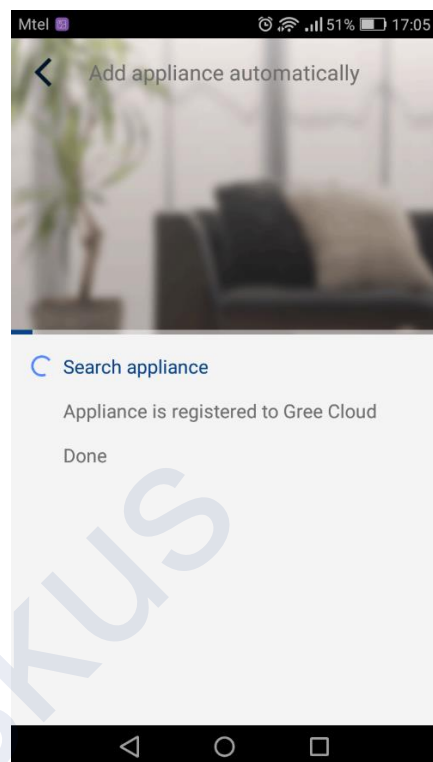 Mtel 51% 17:05
Add appliance automatically
Search appliance
Appliance is registered to Gree Cloud
Done
kus